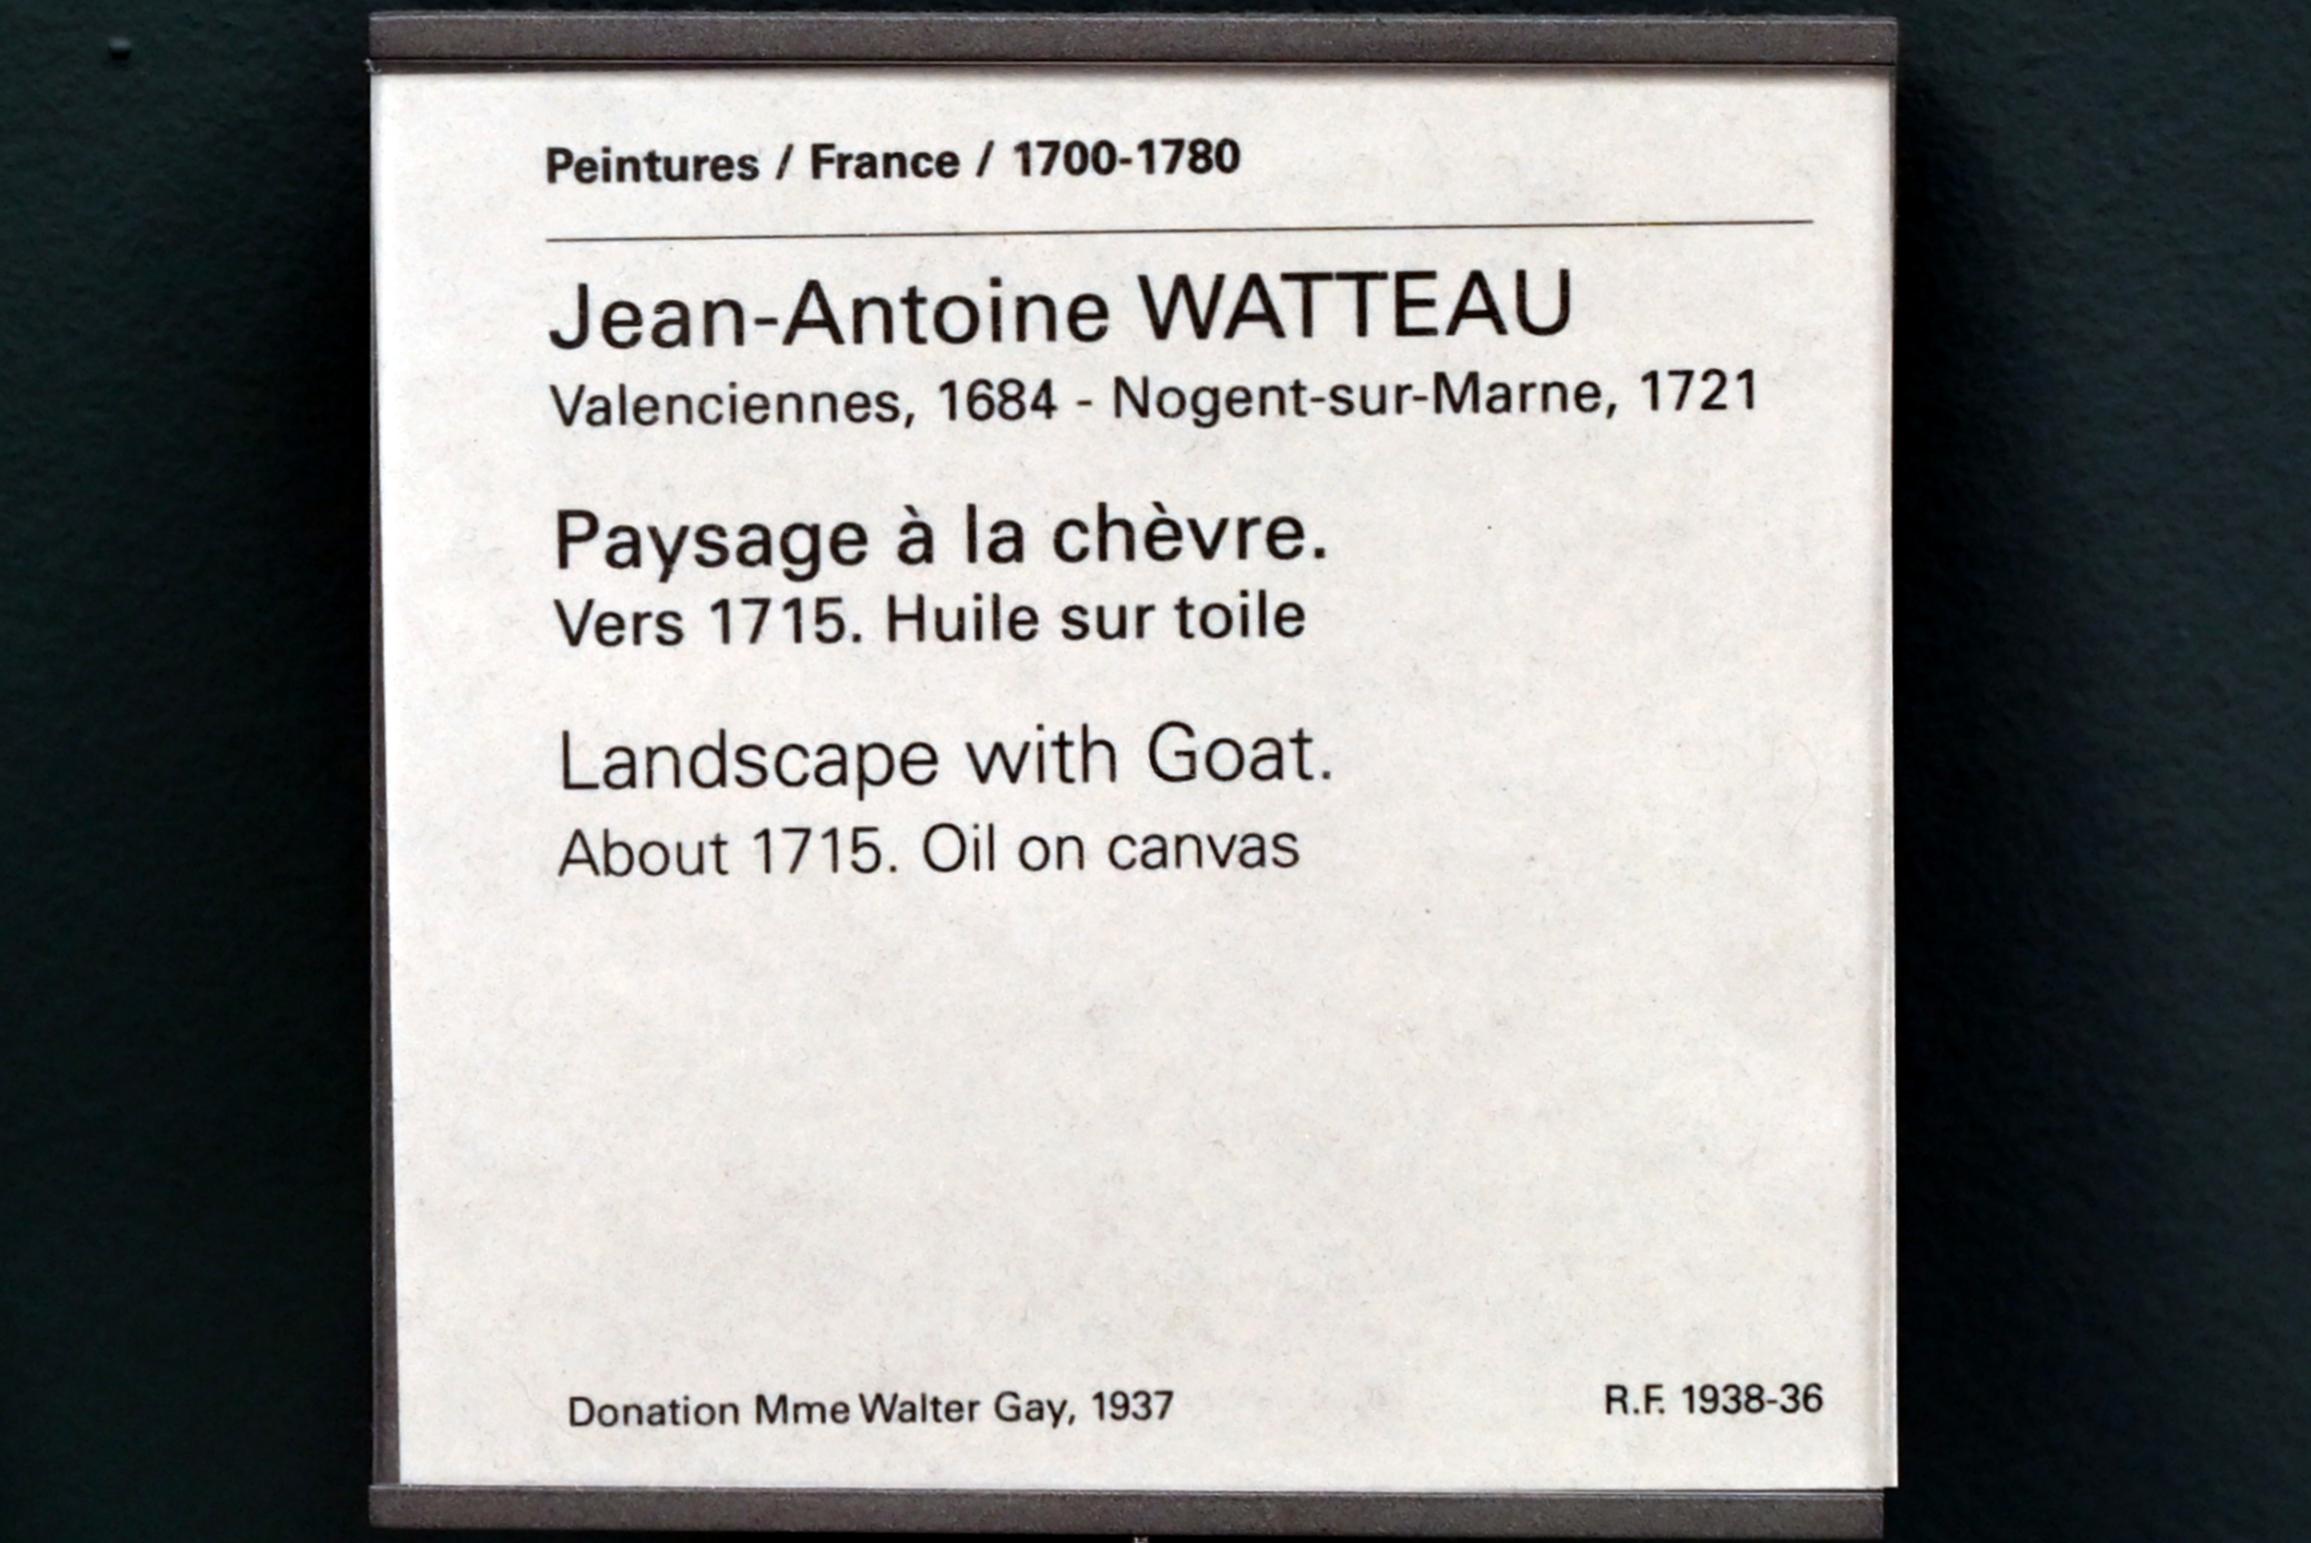 Peintures / France / 1700-1780
Jean-Antoine WATTEAU
Valenciennes, 1684 - Nogent-sur-Marne, 1721
Paysage à la chèvre.
Vers 1715. Huile sur toile
Landscape with Goat.
About 1715. Oil on canvas
Donation Mme Walter Gay, 1937
R.F. 1938-36